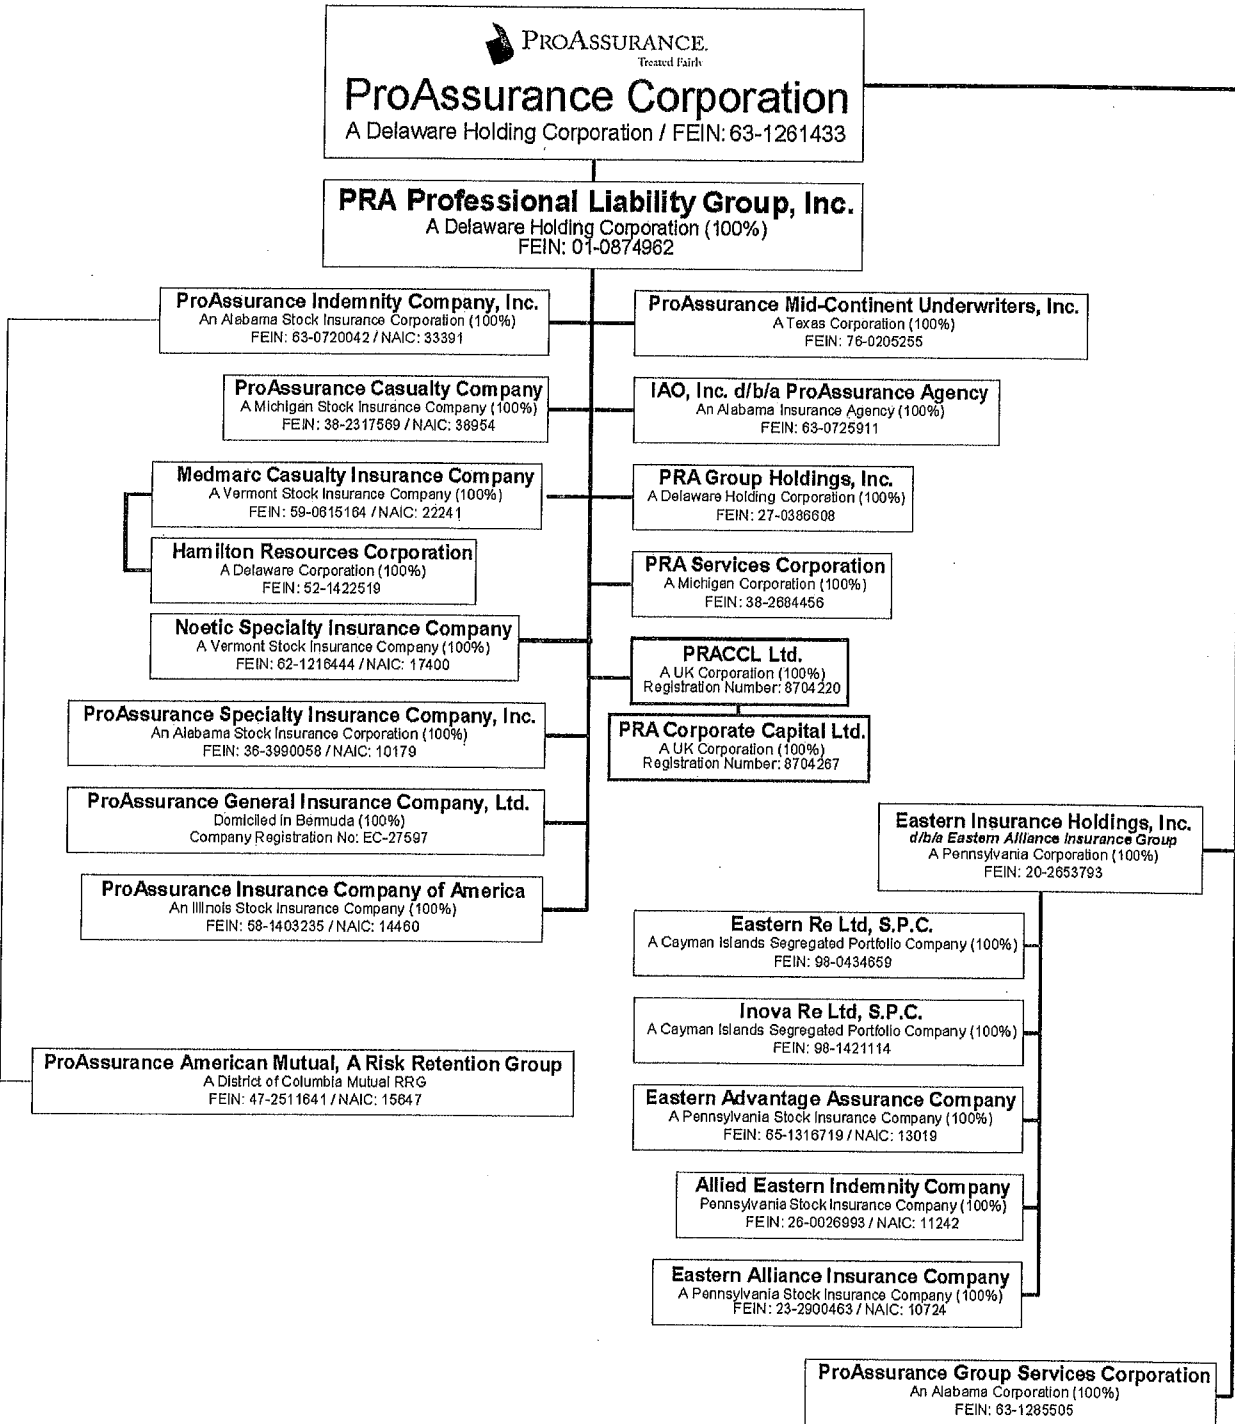 PROASSURANCE.
Treated Fairly
ProAssurance Corporation
A Delaware Holding Corporation / FEIN: 63-1261433
PRA Professional Liability Group, Inc.
A Delaware Holding Corporation (100%)
FEIN: 01-0874962
ProAssurance Indemnity Company, Inc.
An Alabama Stock Insurance Corporation (100%)
FEIN: 63-0720042 / NAIC: 33391
ProAssurance Mid-Continent Underwriters, Inc.
A Texas Corporation (100%)
FEIN: 76-0205255
ProAssurance Casualty Company
A Michigan Stock Insurance Company (100%)
FEIN: 38-2317569 / NAIC: 38954
IAO, Inc. d/b/a ProAssurance Agency
An Alabama Insurance Agency (100%)
FEIN: 63-0725911
Medmarc Casualty Insurance Company
A Vermont Stock Insurance Company (100%)
FEIN: 59-0615164 / NAIC: 22241
PRA Group Holdings, Inc.
A Delaware Holding Corporation (100%)
FEIN: 27-0386608
Hamilton Resources Corporation
A Delaware Corporation (100%)
FEIN: 52-1422519
PRA Services Corporation
A Michigan Corporation (100%)
FEIN: 38-2684456
Noetic Specialty Insurance Company
A Vermont Stock Insurance Company (100%)
FEIN: 62-1216444 / NAIC: 17400
PRACCL Ltd.
A UK Corporation (100%)
Registration Number: 8704220
ProAssurance Specialty Insurance Company, Inc.
An Alabama Stock Insurance Corporation (100%)
FEIN: 36-3990058 / NAIC: 10179
PRA Corporate Capital Ltd.
A UK Corporation (100%)
Registration Number: 8704267
ProAssurance General Insurance Company, Ltd.
Domiciled in Bermuda (100%)
Company Registration No: EC-27597
Eastern Insurance Holdings, Inc.
d/b/a Eastern Alliance Insurance Group
A Pennsylvania Corporation (100%)
FEIN: 20-2653793
ProAssurance Insurance Company of America
An Illinois Stock Insurance Company (100%)
FEIN: 58-1403235 / NAIC: 14460
Eastern Re Ltd, S.P.C.
A Cayman Islands Segregated Portfolio Company (100%)
FEIN: 98-0434659
Inova Re Ltd, S.P.C.
A Cayman Islands Segregated Portfolio Company (100%)
FEIN: 98-1421114
ProAssurance American Mutual, A Risk Retention Group
A District of Columbia Mutual RRG
FEIN: 47-2511641 / NAIC: 15647
Eastern Advantage Assurance Company
A Pennsylvania Stock Insurance Company (100%)
FEIN: 65-1316719 / NAIC: 13019
Allied Eastern Indemnity Company
Pennsylvania Stock Insurance Company (100%)
FEIN: 26-0026993 / NAIC: 11242
Eastern Alliance Insurance Company
A Pennsylvania Stock Insurance Company (100%)
FEIN: 23-2900463 / NAIC: 10724
ProAssurance Group Services Corporation
An Alabama Corporation (100%)
FEIN: 63-1285505